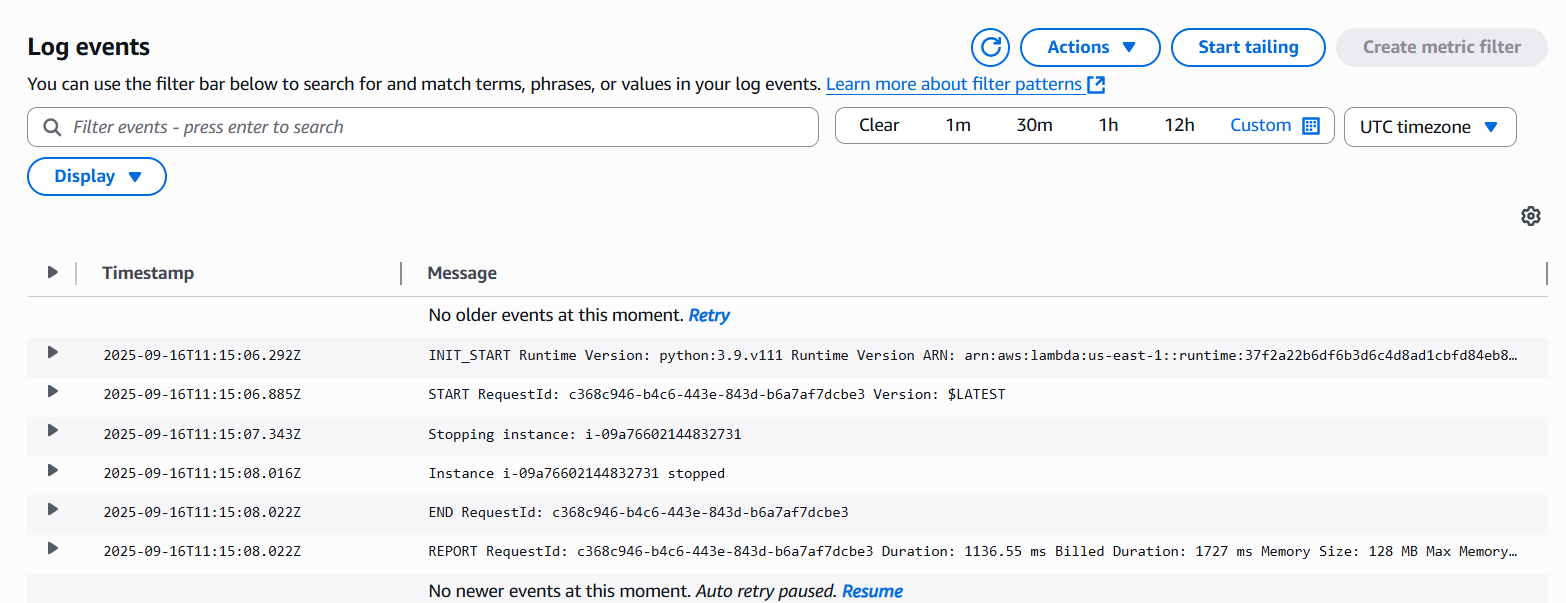 Log events
Actions
Start tailing
Create metric filter
You can use the filter bar below to search for and match terms, phrases, or values in your log events. Learn more about filter patterns
Filter events - press enter to search
Clear 1m 30m 1h 12h Custom
UTC timezone
Display
Timestamp Message
No older events at this moment. Retry
2025-09-16T11:15:06.292Z INIT_START Runtime Version: python:3.9.v111 Runtime Version ARN: arn:aws:lambda:us-east-1::runtime:37f2a22b6df6b3d6c4d8ad1cbfd84eb8…
2025-09-16T11:15:06.885Z START RequestId: c368c946-b4c6-443e-843d-b6a7af7dcbe3 Version: $LATEST
2025-09-16T11:15:07.343Z Stopping instance: i-09a76602144832731
2025-09-16T11:15:08.016Z Instance i-09a76602144832731 stopped
2025-09-16T11:15:08.022Z END RequestId: c368c946-b4c6-443e-843d-b6a7af7dcbe3
2025-09-16T11:15:08.022Z REPORT RequestId: c368c946-b4c6-443e-843d-b6a7af7dcbe3 Duration: 1136.55 ms Billed Duration: 1727 ms Memory Size: 128 MB Max Memory…
No newer events at this moment. Auto retry paused. Resume